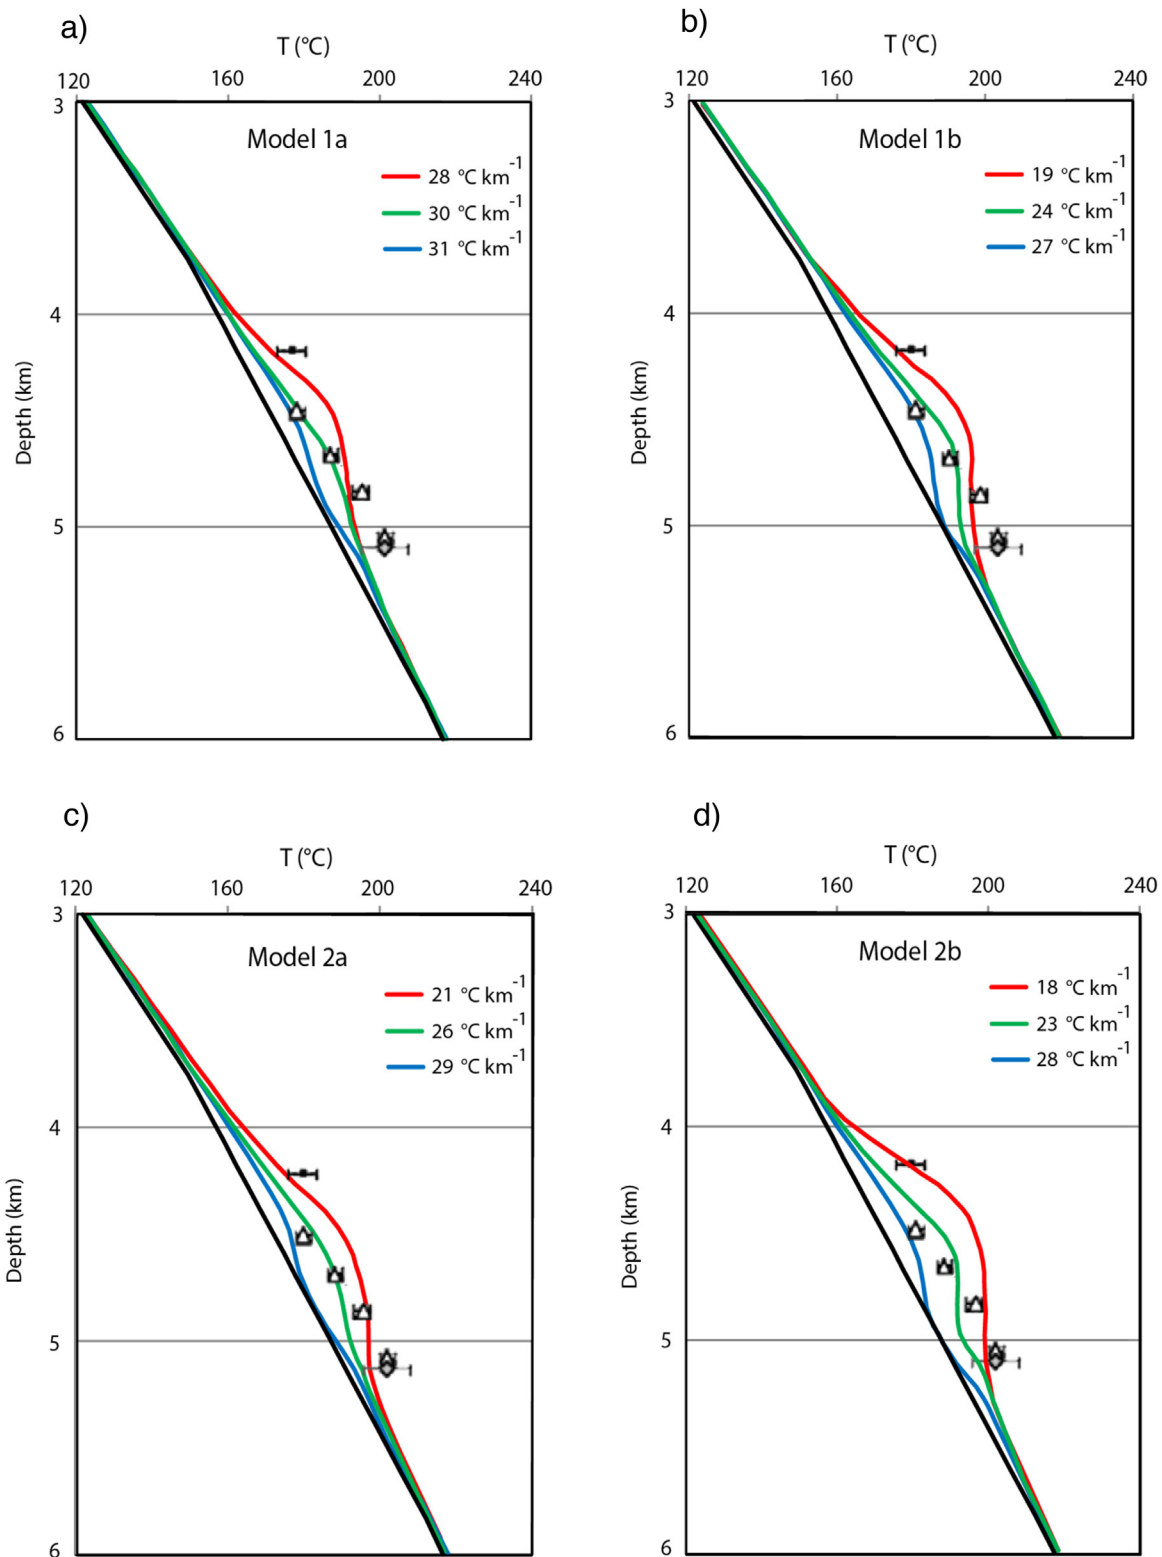 a)
T (°C)
120 160 200 240
3
Model 1a
28 °C km-1
30 °C km-1
31 °C km-1
4
Depth (km)
5
6
b)
T (°C)
120 160 200 240
3
Model 1b
19 °C km-1
24 °C km-1
27 °C km-1
4
Depth (km)
5
6
c)
T (°C)
120 160 200 240
3
Model 2a
21 °C km-1
26 °C km-1
29 °C km-1
4
Depth (km)
5
6
d)
T (°C)
120 160 200 240
3
Model 2b
18 °C km-1
23 °C km-1
28 °C km-1
4
Depth (km)
5
6